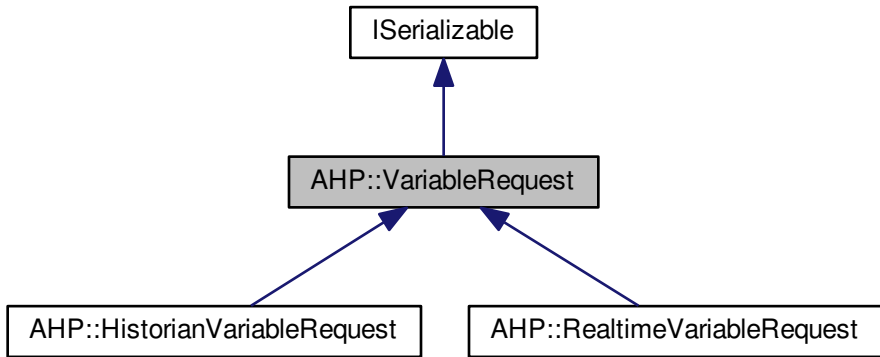 ISerializable
AHP::VariableRequest
AHP::HistorianVariableRequest
AHP::RealtimeVariableRequest